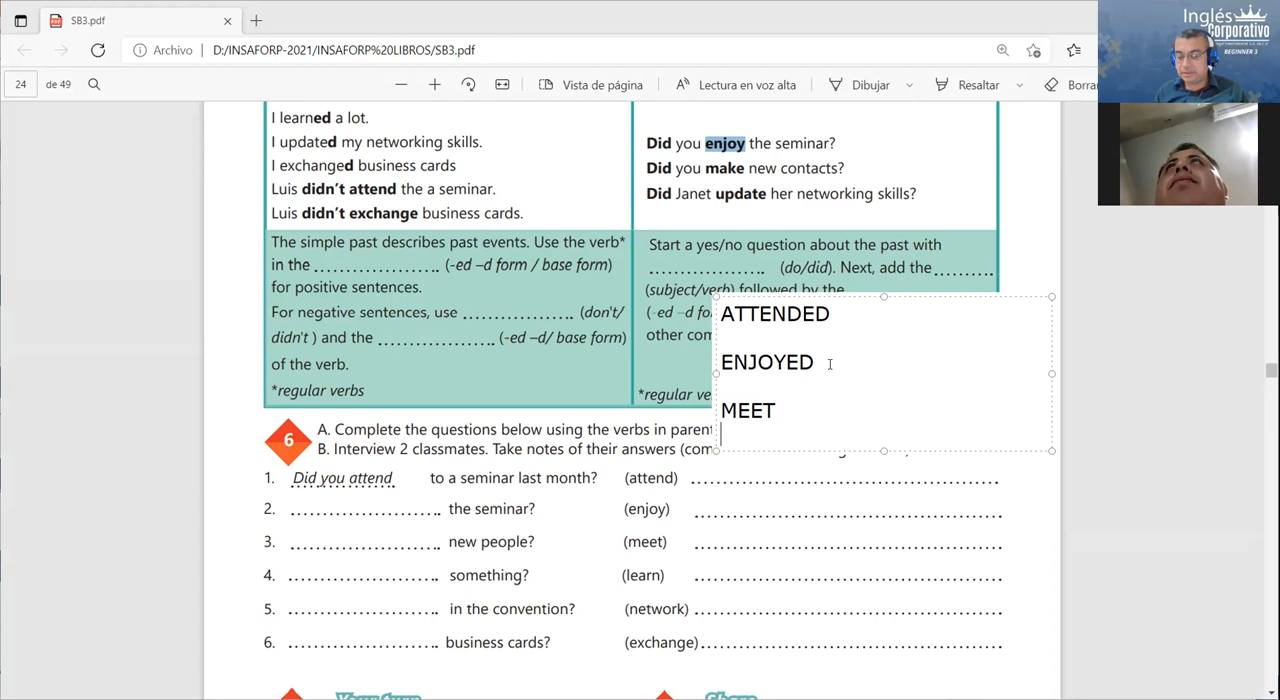 SB3.pdf
Archivo D:/INSAFORP-2021/INSAFORP%20LIBROS/SB3.pdf
24 de 49 Vista de página Lectura en voz alta Dibujar Resaltar Borrar
Inglés
Corporativo
BEGINNER 3
I learned a lot.
I updated my networking skills.
I exchanged business cards
Luis didn't attend the a seminar.
Luis didn't exchange business cards.
Did you enjoy the seminar?
Did you make new contacts?
Did Janet update her networking skills?
The simple past describes past events. Use the verb*
in the ..................... (-ed –d form / base form)
for positive sentences.
For negative sentences, use ..................... (don't/
didn't ) and the ..................... (-ed –d/ base form)
of the verb.
*regular verbs
Start a yes/no question about the past with
..................... (do/did). Next, add the ..........
(subject/verb) followed by the
(-ed –d fo
other com
*regular ve
ATTENDED
ENJOYED
MEET
6
A. Complete the questions below using the verbs in parent
B. Interview 2 classmates. Take notes of their answers (com
1. Did you attend to a seminar last month? (attend) .....................
2. ..................... the seminar? (enjoy) .....................
3. ..................... new people? (meet) .....................
4. ..................... something? (learn) .....................
5. ..................... in the convention? (network) .....................
6. ..................... business cards? (exchange) .....................
Your turn
Share